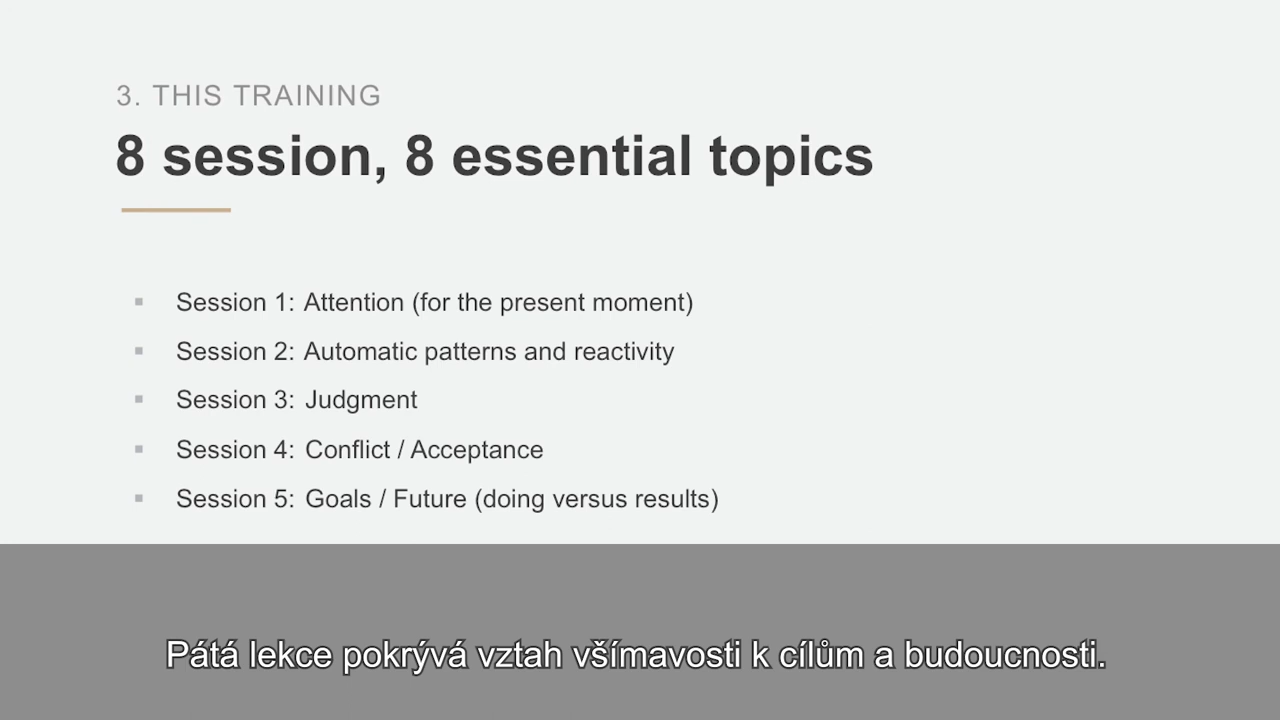 3. THIS TRAINING
8 session, 8 essential topics
Session 1: Attention (for the present moment)
Session 2: Automatic patterns and reactivity
Session 3: Judgment
Session 4: Conflict / Acceptance
Session 5: Goals / Future (doing versus results)
Pátá lekce pokrývá vztah všímavosti k cílům a budoucnosti.